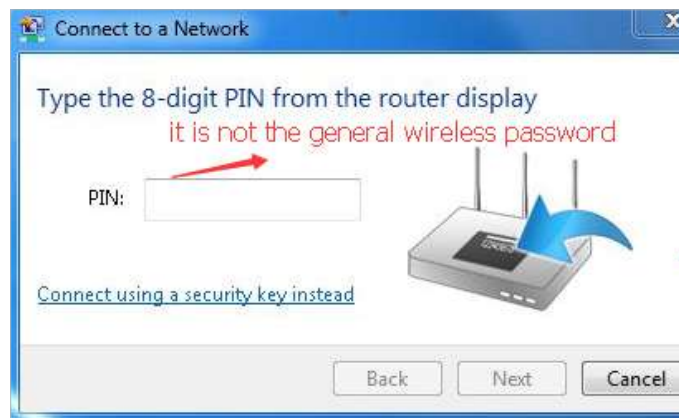 Connect to a Network
Type the 8-digit PIN from the router display
it is not the general wireless password
PIN:
Connect using a security key instead
Back Next Cancel